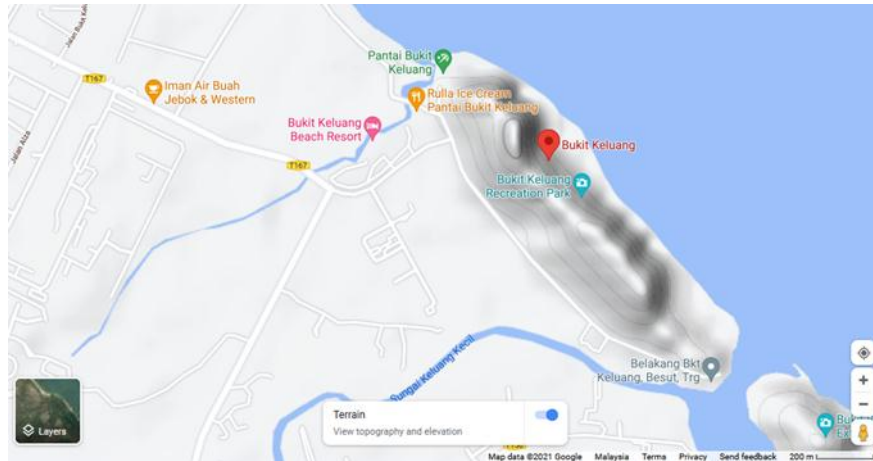 Jalan Bukit Kel
T167
Iman Air Buah
Jebok & Western
Jalan Alza
Pantai Bukit
Keluang
Rulla Ice Cream
Pantai Bukit Keluang
Bukit Keluang
Beach Resort
T167
Bukit Keluang
Bukit Keluang
Recreation Park
Belakang Bkt
Keluang, Besut, Trg
Sungai Keluang Kecil
Layers
Terrain
View topography and elevation
Map data ©2021 Google
Malaysia
Terms
Privacy
Send feedback
200 m